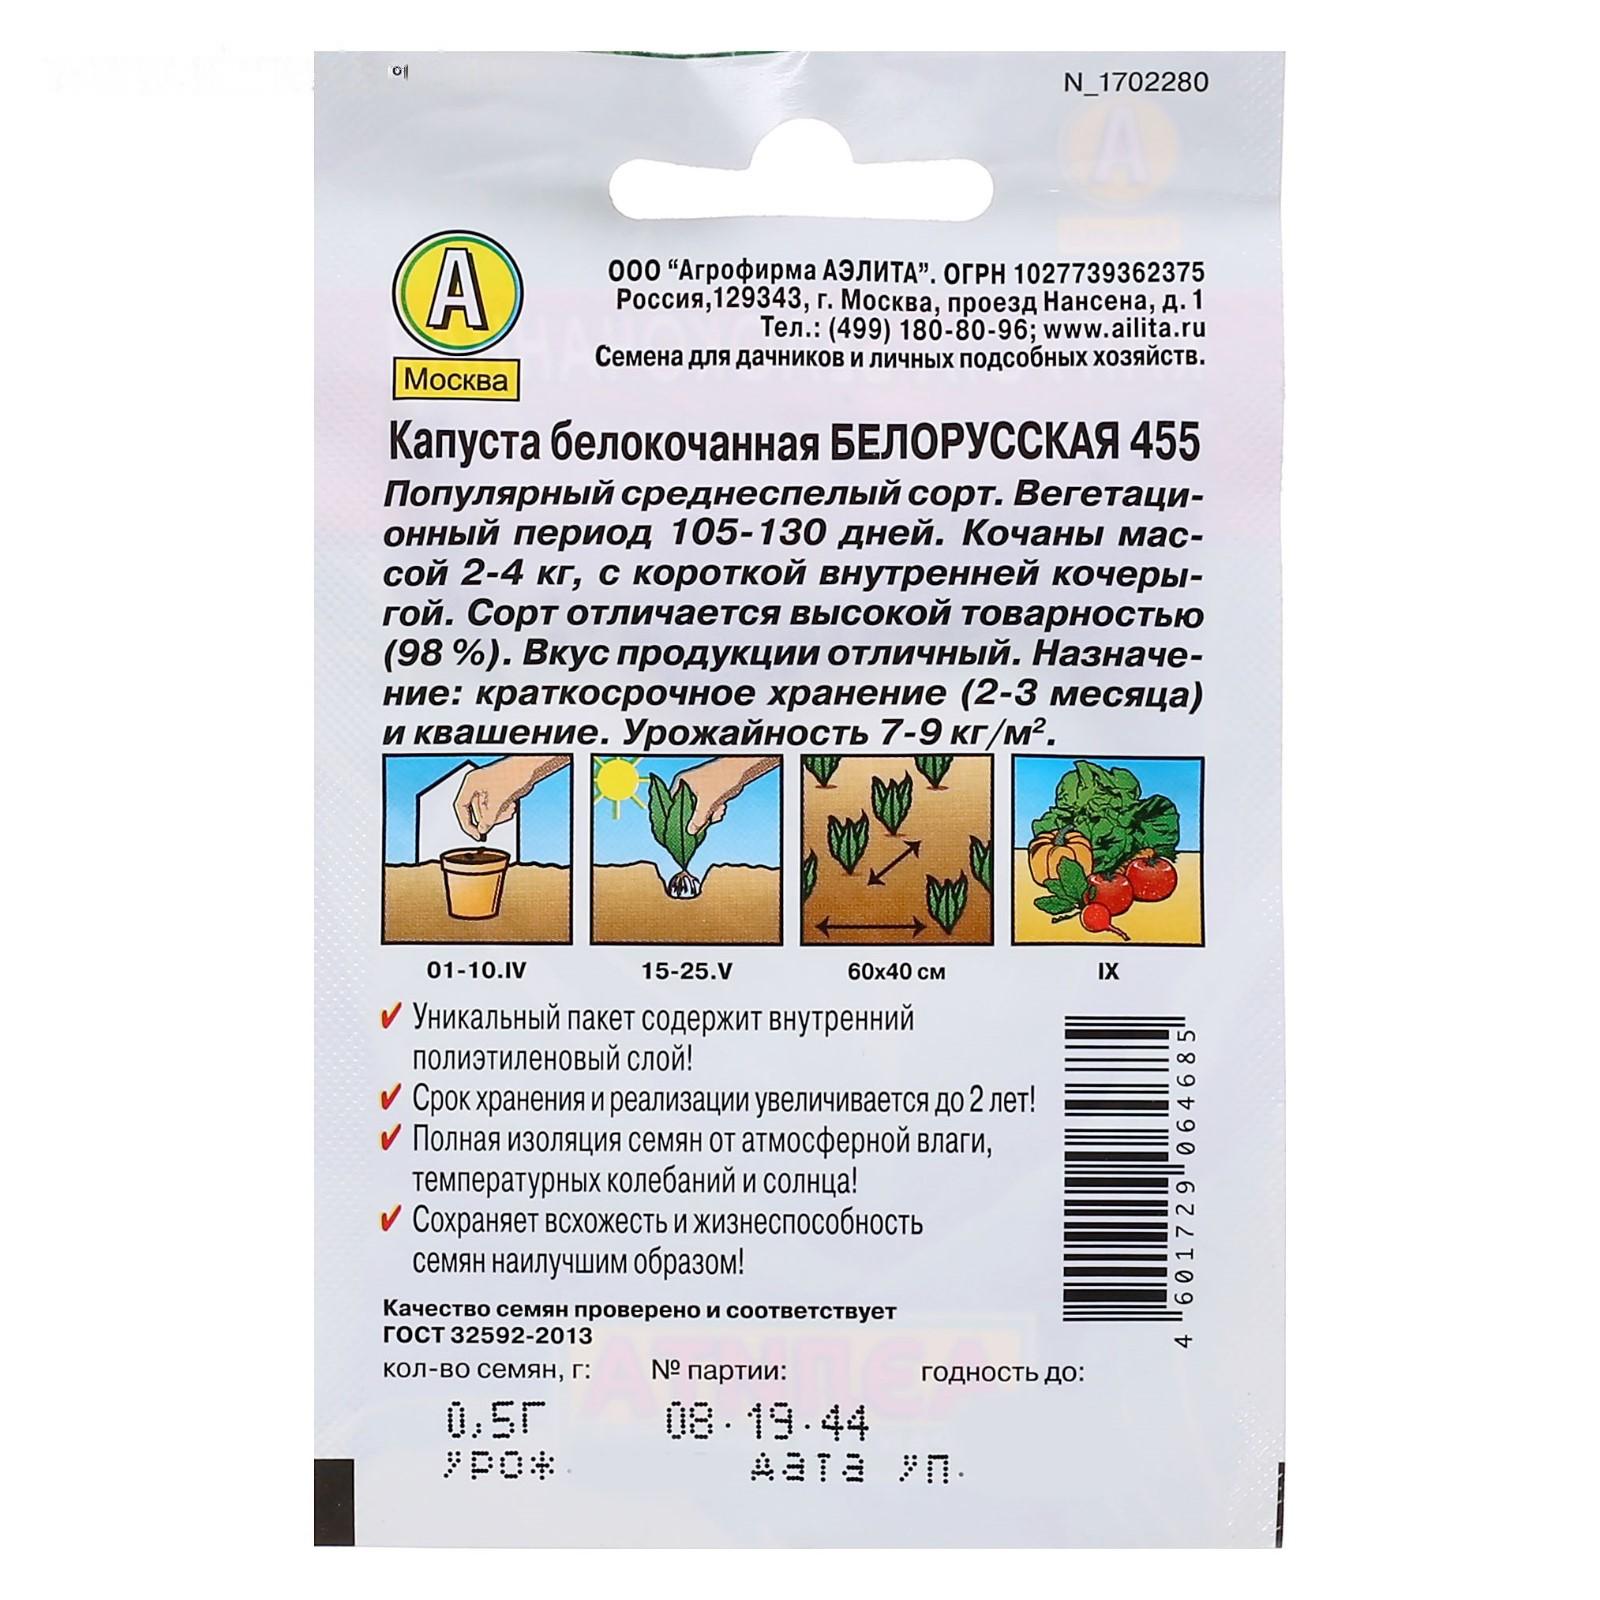 N_1702280
А
Москва
ООО “Агрофирма АЭЛИТА”. ОГРН 1027739362375
Россия,129343, г. Москва, проезд Нансена, д. 1
Тел.: (499) 180-80-96; www.ailita.ru
Семена для дачников и личных подсобных хозяйств.
Капуста белокочанная БЕЛОРУССКАЯ 455
Популярный среднеспелый сорт. Вегетаци-
онный период 105-130 дней. Кочаны мас-
сой 2-4 кг, с короткой внутренней кочеры-
гой. Сорт отличается высокой товарностью
(98 %). Вкус продукции отличный. Назначе-
ние: краткосрочное хранение (2-3 месяца)
и квашение. Урожайность 7-9 кг/м².
01-10.IV 15-25.V 60х40 см IX
Уникальный пакет содержит внутренний
полиэтиленовый слой!
Срок хранения и реализации увеличивается до 2 лет!
Полная изоляция семян от атмосферной влаги,
температурных колебаний и солнца!
Сохраняет всхожесть и жизнеспособность
семян наилучшим образом!
4 601729 064685
Качество семян проверено и соответствует
ГОСТ 32592-2013
кол-во семян, г: № партии: годность до:
0,5Г 08.19.44
урож. дата уп.